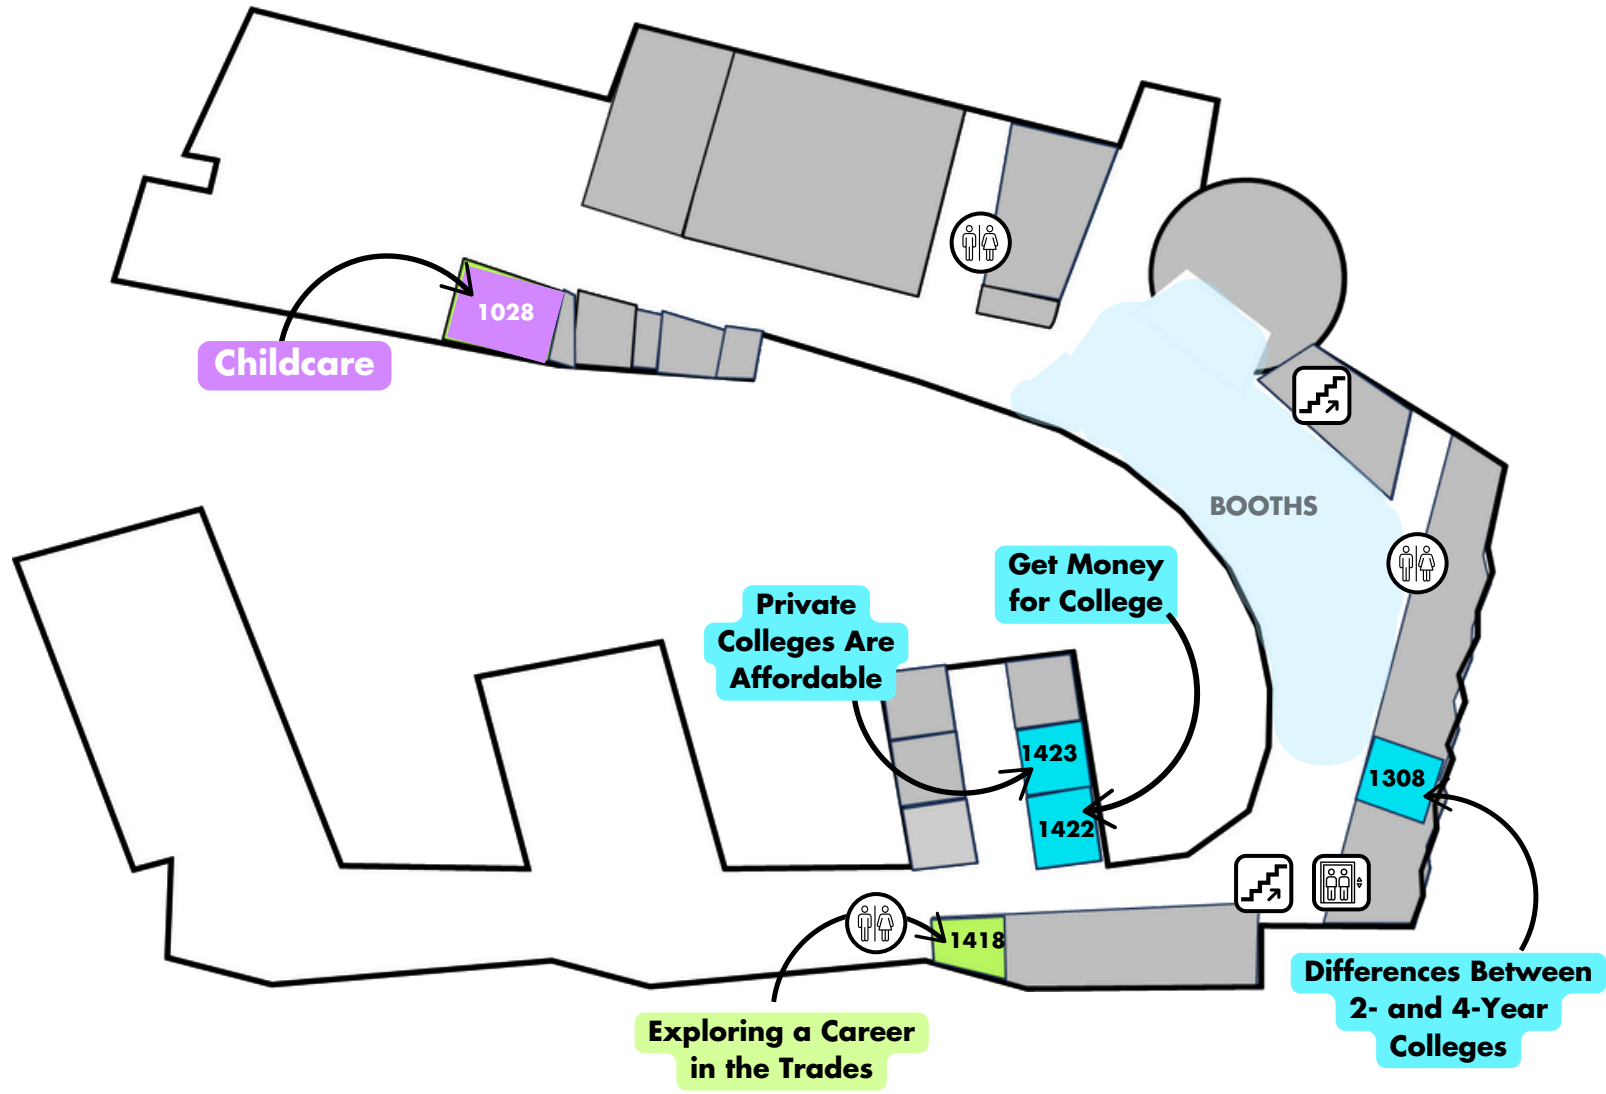 1028
Childcare
BOOTHS
Get Money
for College
Private
Colleges Are
Affordable
1423
1308
1422
1418
Differences Between
2- and 4-Year
Colleges
Exploring a Career
in the Trades